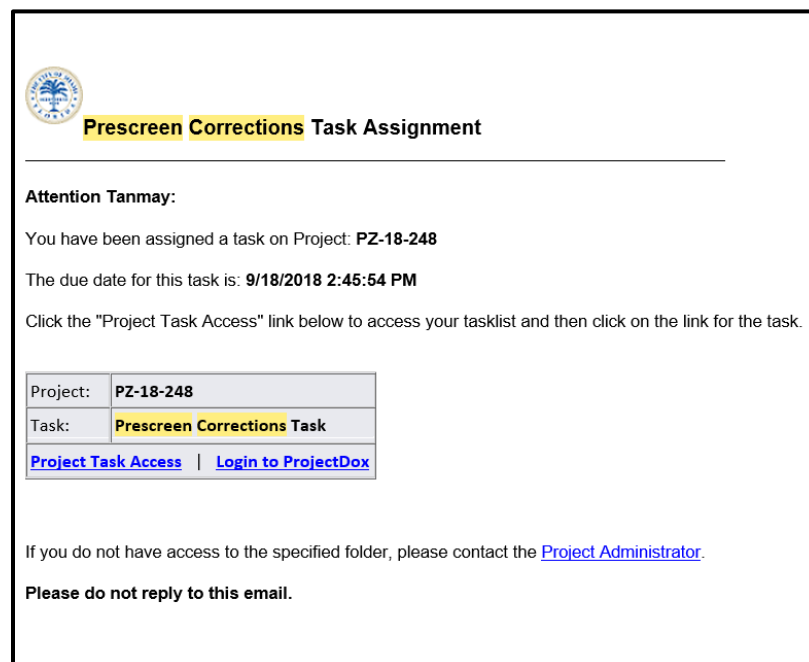 Prescreen Corrections Task Assignment
Attention Tanmay:
You have been assigned a task on Project: PZ-18-248
The due date for this task is: 9/18/2018 2:45:54 PM
Click the "Project Task Access" link below to access your tasklist and then click on the link for the task.
Project: PZ-18-248
Task: Prescreen Corrections Task
Project Task Access | Login to ProjectDox
If you do not have access to the specified folder, please contact the Project Administrator.
Please do not reply to this email.